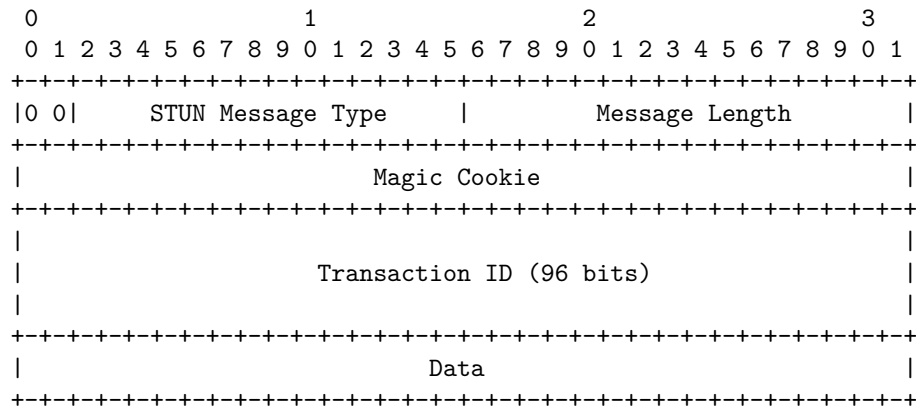 0                   1                   2                   3
0 1 2 3 4 5 6 7 8 9 0 1 2 3 4 5 6 7 8 9 0 1 2 3 4 5 6 7 8 9 0 1
+-+-+-+-+-+-+-+-+-+-+-+-+-+-+-+-+-+-+-+-+-+-+-+-+-+-+-+-+-+-+-+-+
|0 0|     STUN Message Type     |         Message Length        |
+-+-+-+-+-+-+-+-+-+-+-+-+-+-+-+-+-+-+-+-+-+-+-+-+-+-+-+-+-+-+-+-+
|                         Magic Cookie                          |
+-+-+-+-+-+-+-+-+-+-+-+-+-+-+-+-+-+-+-+-+-+-+-+-+-+-+-+-+-+-+-+-+
|                                                               |
|                     Transaction ID (96 bits)                  |
|                                                               |
+-+-+-+-+-+-+-+-+-+-+-+-+-+-+-+-+-+-+-+-+-+-+-+-+-+-+-+-+-+-+-+-+
|                             Data                              |
+-+-+-+-+-+-+-+-+-+-+-+-+-+-+-+-+-+-+-+-+-+-+-+-+-+-+-+-+-+-+-+-+